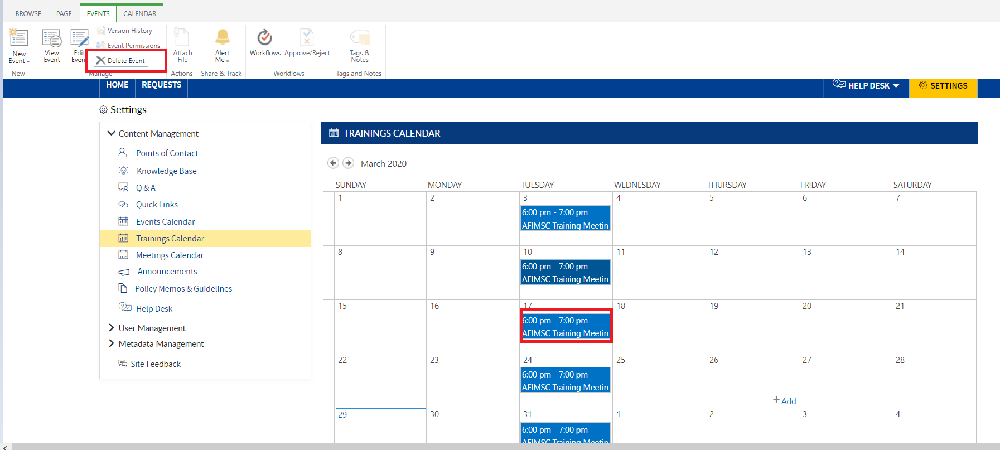 BROWSE PAGE EVENTS CALENDAR
Version History
Event Permissions
Delete Event
New
Event
View
Event
Edit
Even
Attach
File
Alert
Me
Workflows
Approve/Reject
Tags &
Notes
New
Manage
Actions
Share & Track
Workflows
Tags and Notes
HOME REQUESTS HELP DESK SETTINGS
Settings
Content Management
Points of Contact
Knowledge Base
Q & A
Quick Links
Events Calendar
Trainings Calendar
Meetings Calendar
Announcements
Policy Memos & Guidelines
Help Desk
User Management
Metadata Management
Site Feedback
TRAININGS CALENDAR
March 2020
SUNDAY MONDAY TUESDAY WEDNESDAY THURSDAY FRIDAY SATURDAY
1 2 3 4 5 6 7
6:00 pm - 7:00 pm
AFIMSC Training Meetin
8 9 10 11 12 13 14
6:00 pm - 7:00 pm
AFIMSC Training Meetin
15 16 17 18 19 20 21
6:00 pm - 7:00 pm
AFIMSC Training Meetin
22 23 24 25 26 27 28
6:00 pm - 7:00 pm
AFIMSC Training Meetin
+ Add
29 30 31 1 2 3 4
6:00 pm - 7:00 pm
AFIMSC Training Meetin